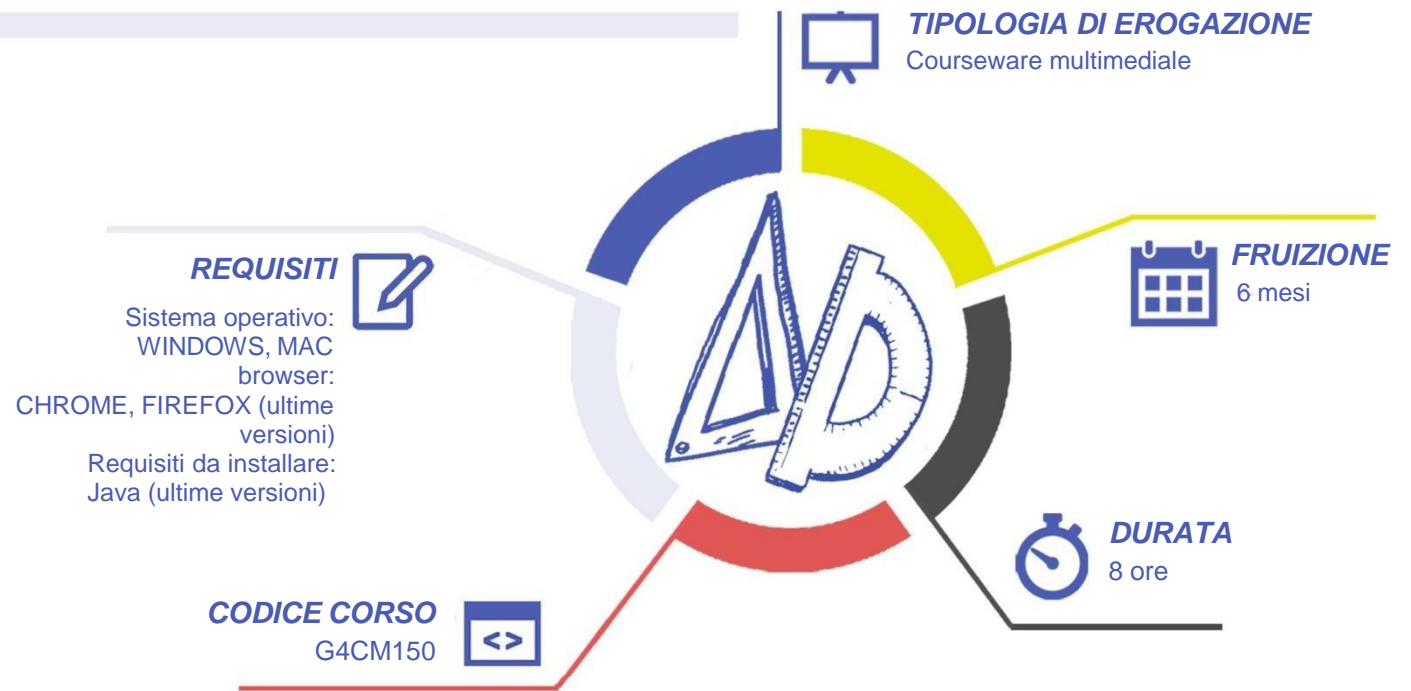 TIPOLOGIA DI EROGAZIONE
Courseware multimediale
REQUISITI
Sistema operativo:
WINDOWS, MAC
browser:
CHROME, FIREFOX (ultime
versioni)
Requisiti da installare:
Java (ultime versioni)
FRUIZIONE
6 mesi
DURATA
8 ore
CODICE CORSO
G4CM150
<>